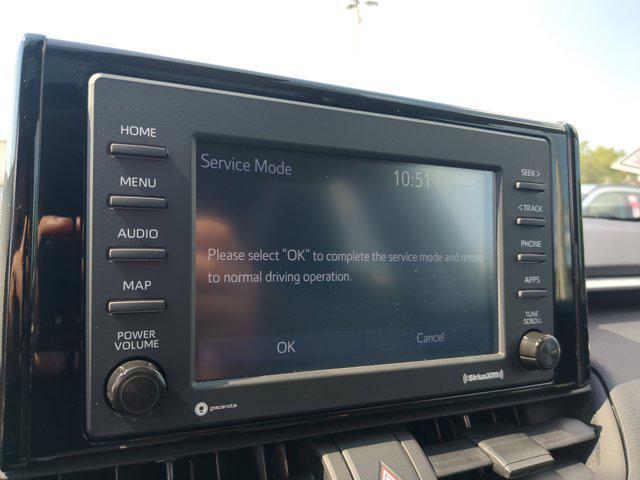 HOME
MENU
AUDIO
MAP
POWER
VOLUME
gracenote
Service Mode
10:51
Please select "OK" to complete the service mode and return
to normal driving operation.
OK
Cancel
SEEK >
< TRACK
PHONE
APPS
TUNE
SCROLL
((SiriusXM))